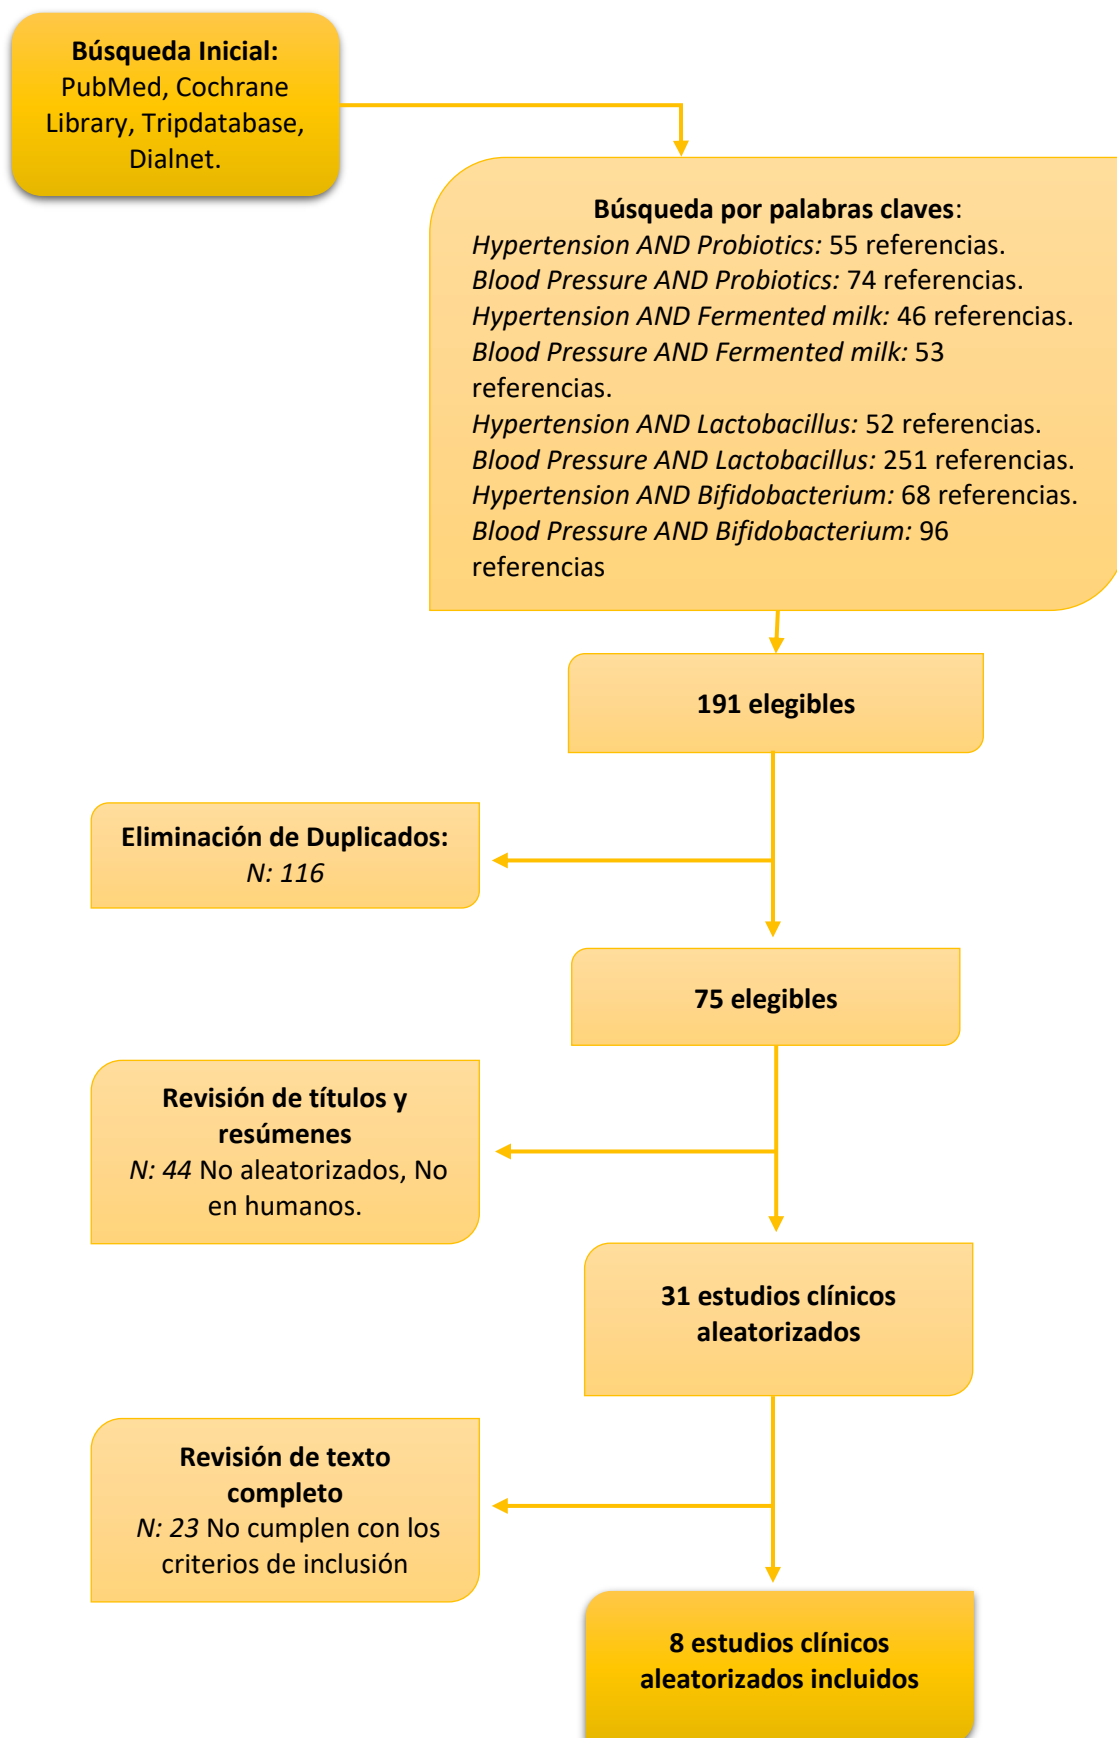 Búsqueda Inicial:
PubMed, Cochrane
Library, Tripdatabase,
Dialnet.
Búsqueda por palabras claves:
Hypertension AND Probiotics: 55 referencias.
Blood Pressure AND Probiotics: 74 referencias.
Hypertension AND Fermented milk: 46 referencias.
Blood Pressure AND Fermented milk: 53
referencias.
Hypertension AND Lactobacillus: 52 referencias.
Blood Pressure AND Lactobacillus: 251 referencias.
Hypertension AND Bifidobacterium: 68 referencias.
Blood Pressure AND Bifidobacterium: 96
referencias
191 elegibles
Eliminación de Duplicados:
N: 116
75 elegibles
Revisión de títulos y
resúmenes
N: 44 No aleatorizados, No
en humanos.
31 estudios clínicos
aleatorizados
Revisión de texto
completo
N: 23 No cumplen con los
criterios de inclusión
8 estudios clínicos
aleatorizados incluidos